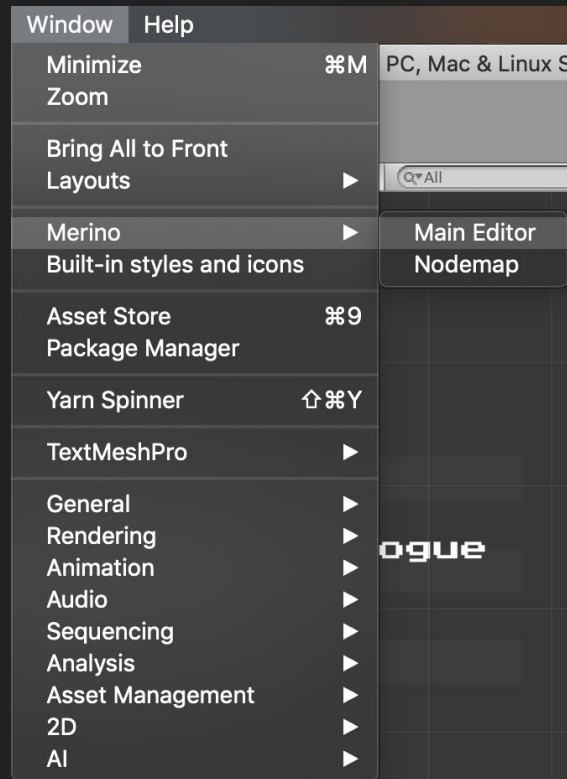 Window Help
Minimize ⌘M
Zoom
Bring All to Front
Layouts ▶
Merino ▶
Built-in styles and icons
Asset Store ⌘9
Package Manager
Yarn Spinner ⇧⌘Y
TextMeshPro ▶
General ▶
Rendering ▶
Animation ▶
Audio ▶
Sequencing ▶
Analysis ▶
Asset Management ▶
2D ▶
AI ▶
Main Editor
Nodemap
PC, Mac & Linux S
All
ogue